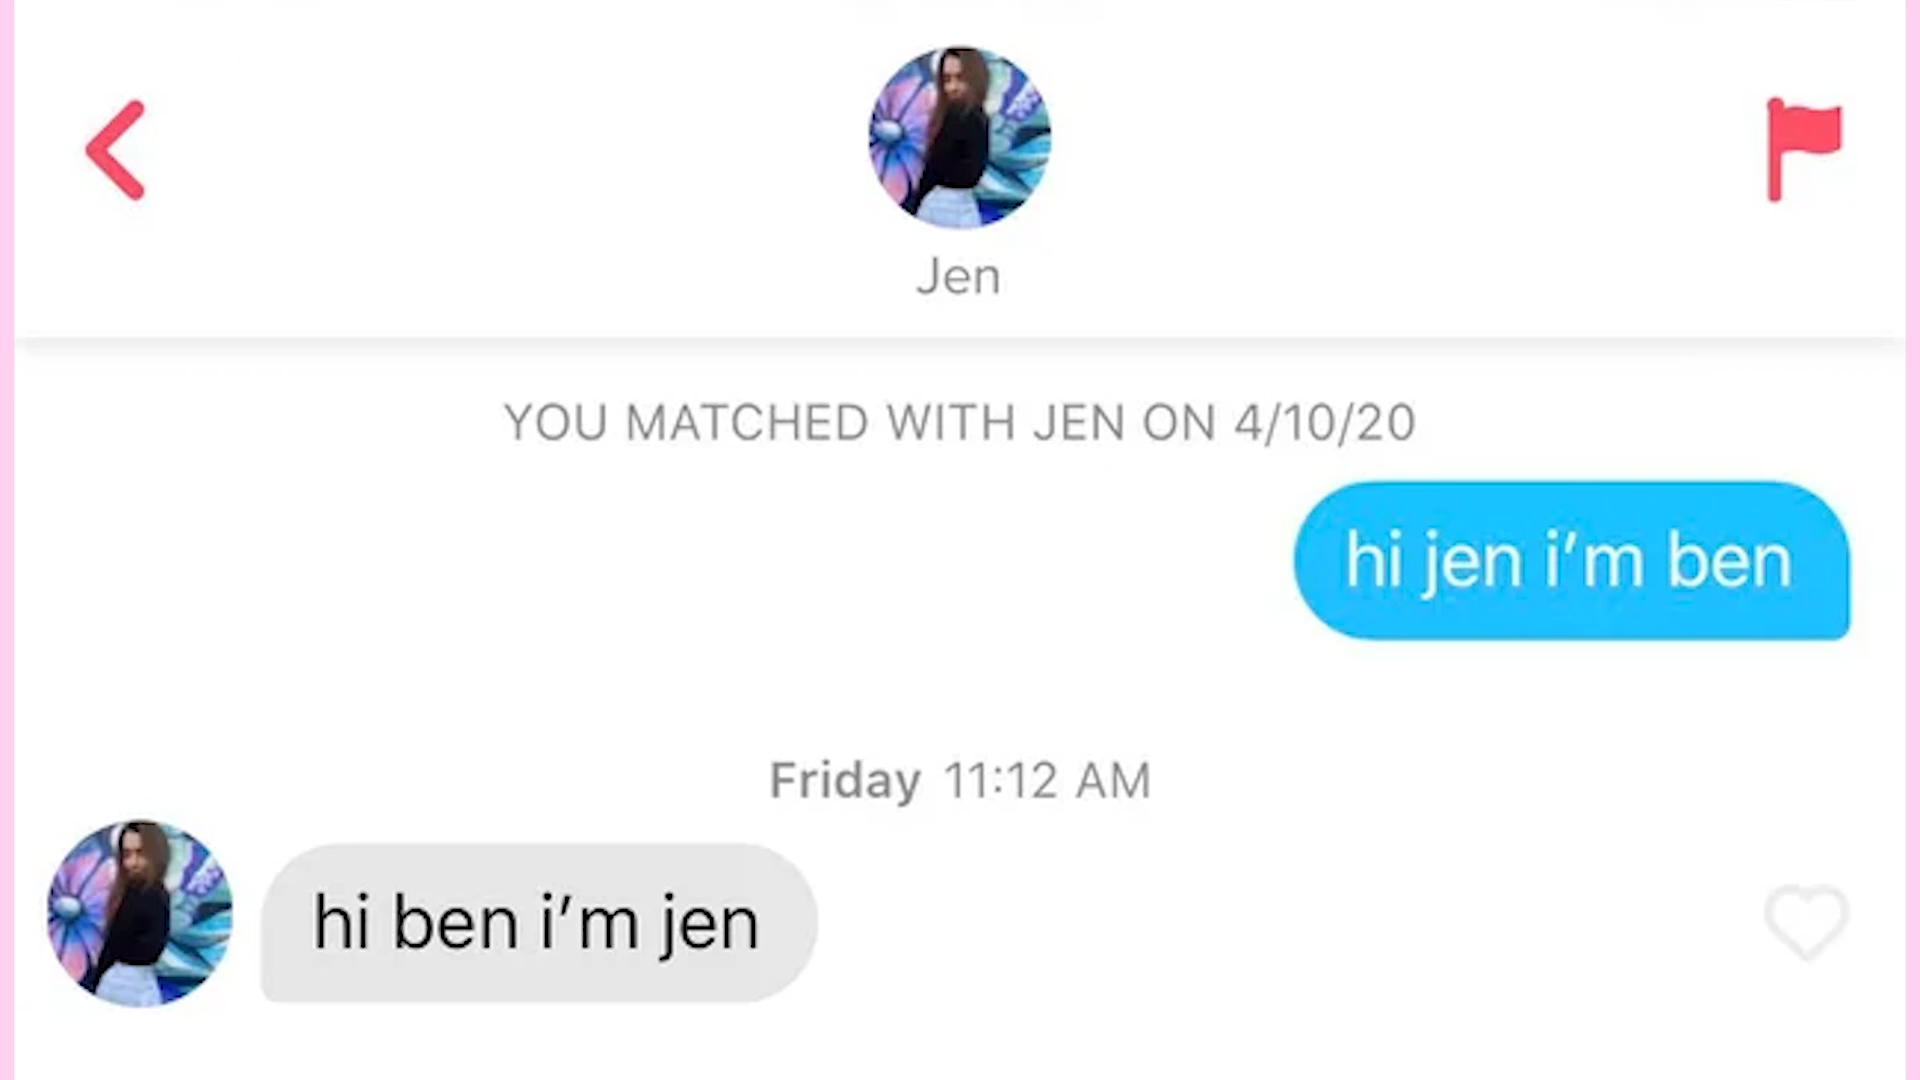 Jen
YOU MATCHED WITH JEN ON 4/10/20
hi jen i’m ben
Friday 11:12 AM
hi ben i’m jen